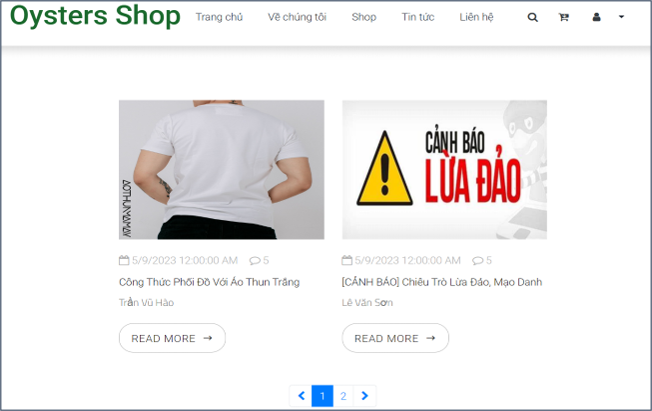 Oysters Shop
Trang chủ
Về chúng tôi
Shop
Tin tức
Liên hệ
CẢNH BÁO
LỪA ĐẢO
5/9/2023 12:00:00 AM
5
5/9/2023 12:00:00 AM
5
Công Thức Phối Đồ Với Áo Thun Trắng
[CẢNH BÁO] Chiêu Trò Lừa Đảo, Mạo Danh
Trần Vũ Hào
Lê Văn Sơn
READ MORE →
READ MORE →
1
2